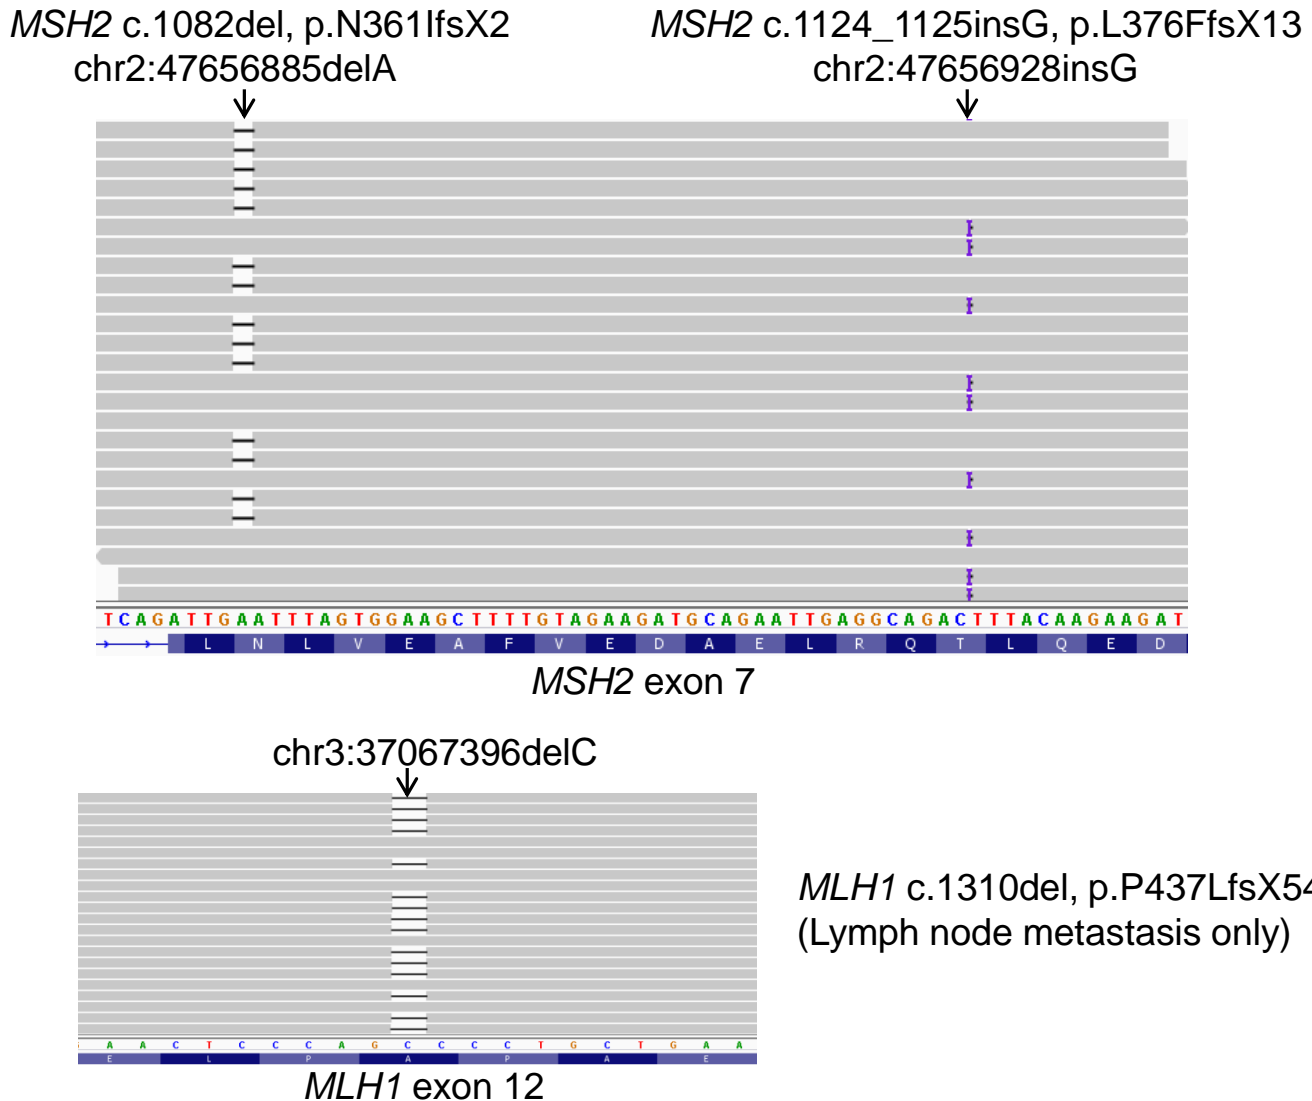 MSH2 c.1082del, p.N361IfsX2
chr2:47656885delA
MSH2 c.1124_1125insG, p.L376FfsX13
chr2:47656928insG
TCAGATTGAATTTAGTGGAAGCTTTTGTAGAAGATGCAGAATTGAGGCAGACTTTACAAGAAGAT
L N L V E A F V E D A E L R Q T L Q E D
MSH2 exon 7
chr3:37067396delC
MLH1 c.1310del, p.P437LfsX54
(Lymph node metastasis only)
A A C T C C C A G C C C C T G C T G A A
E L P A P A E
MLH1 exon 12